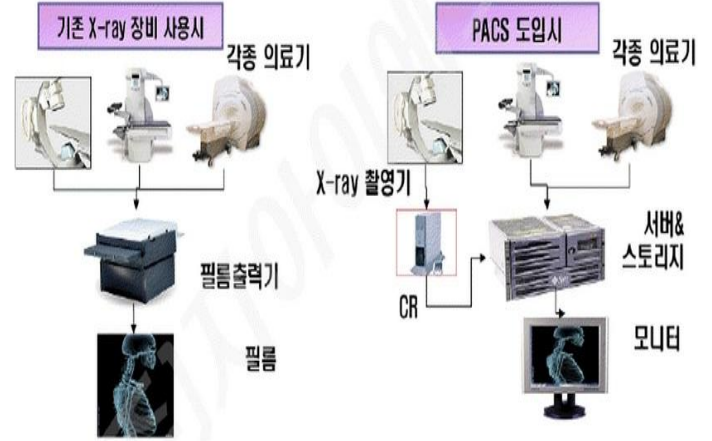 기존 X-ray 장비 사용시
각종 의료기
필름출력기
필름
PACS 도입시
각종 의료기
X-ray 촬영기
CR
서버&
스토리지
모니터